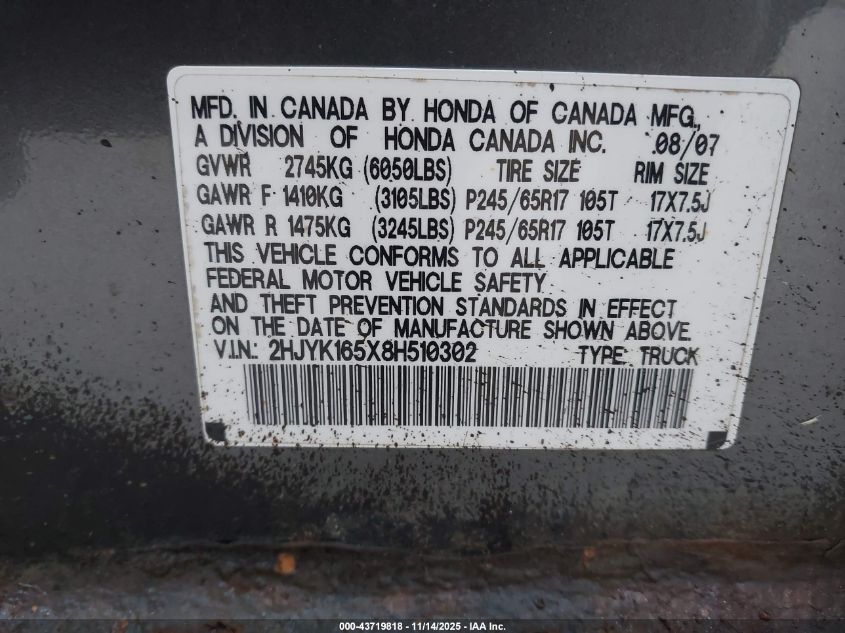 MFD. IN CANADA BY HONDA OF CANADA MFG.,
A DIVISION OF HONDA CANADA INC. 08/07
GVWR 2745KG (6050LBS) TIRE SIZE RIM SIZE
GAWR F 1410KG (3105LBS) P245/65R17 105T 17X7.5J
GAWR R 1475KG (3245LBS) P245/65R17 105T 17X7.5J
THIS VEHICLE CONFORMS TO ALL APPLICABLE
FEDERAL MOTOR VEHICLE SAFETY
AND THEFT PREVENTION STANDARDS IN EFFECT
ON THE DATE OF MANUFACTURE SHOWN ABOVE.
V.I.N.: 2HJYK165X8H510302 TYPE: TRUCK
000-43719818 - 11/14/2025 - IAA Inc.